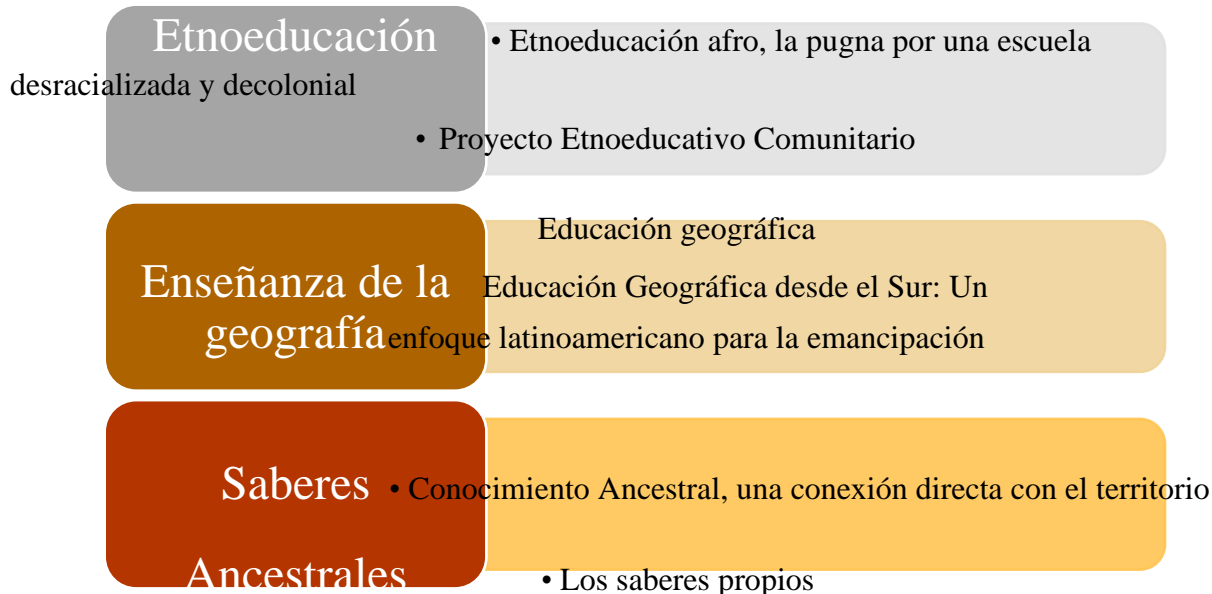 Etnoeducación
• Etnoeducación afro, la pugna por una escuela
desracializada y decolonial
• Proyecto Etnoeducativo Comunitario
Enseñanza de la
geografía
Educación geográfica
Educación Geográfica desde el Sur: Un
enfoque latinoamericano para la emancipación
Saberes
Ancestrales
• Conocimiento Ancestral, una conexión directa con el territorio
• Los saberes propios